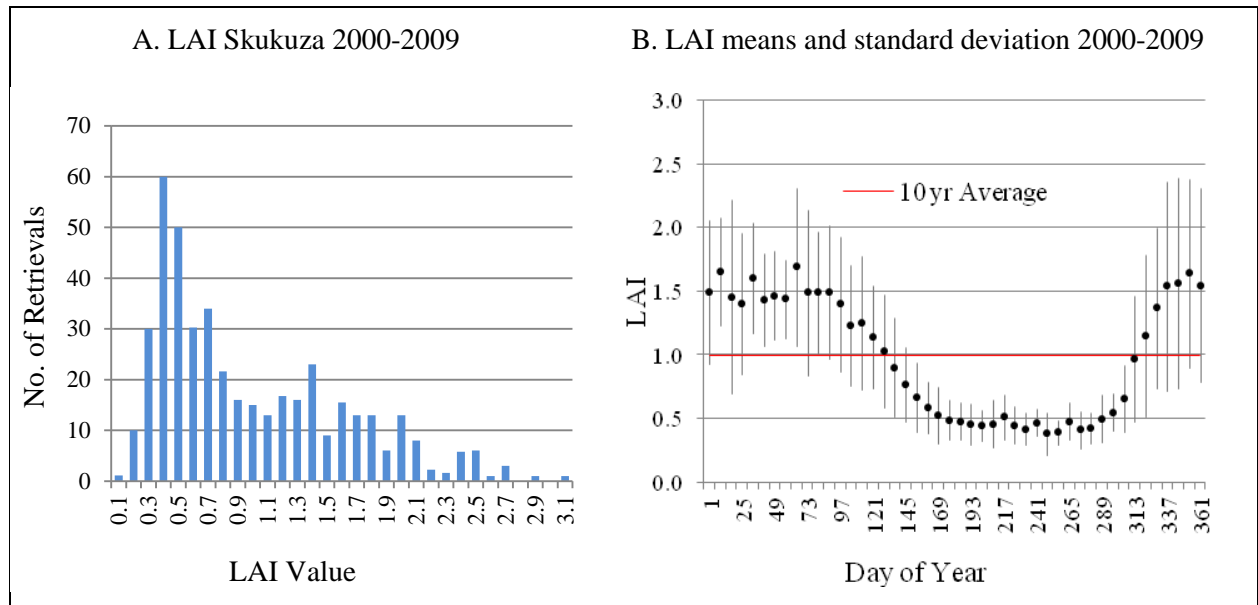 A. LAI Skukuza 2000-2009
No. of Retrievals
70
60
50
40
30
20
10
0
0.1 0.3 0.5 0.7 0.9 1.1 1.3 1.5 1.7 1.9 2.1 2.3 2.5 2.7 2.9 3.1
LAI Value
B. LAI means and standard deviation 2000-2009
LAI
3.0
2.5
2.0
1.5
1.0
0.5
0.0
10 yr Average
1 25 49 73 97 121 145 169 193 217 241 265 289 313 337 361
Day of Year